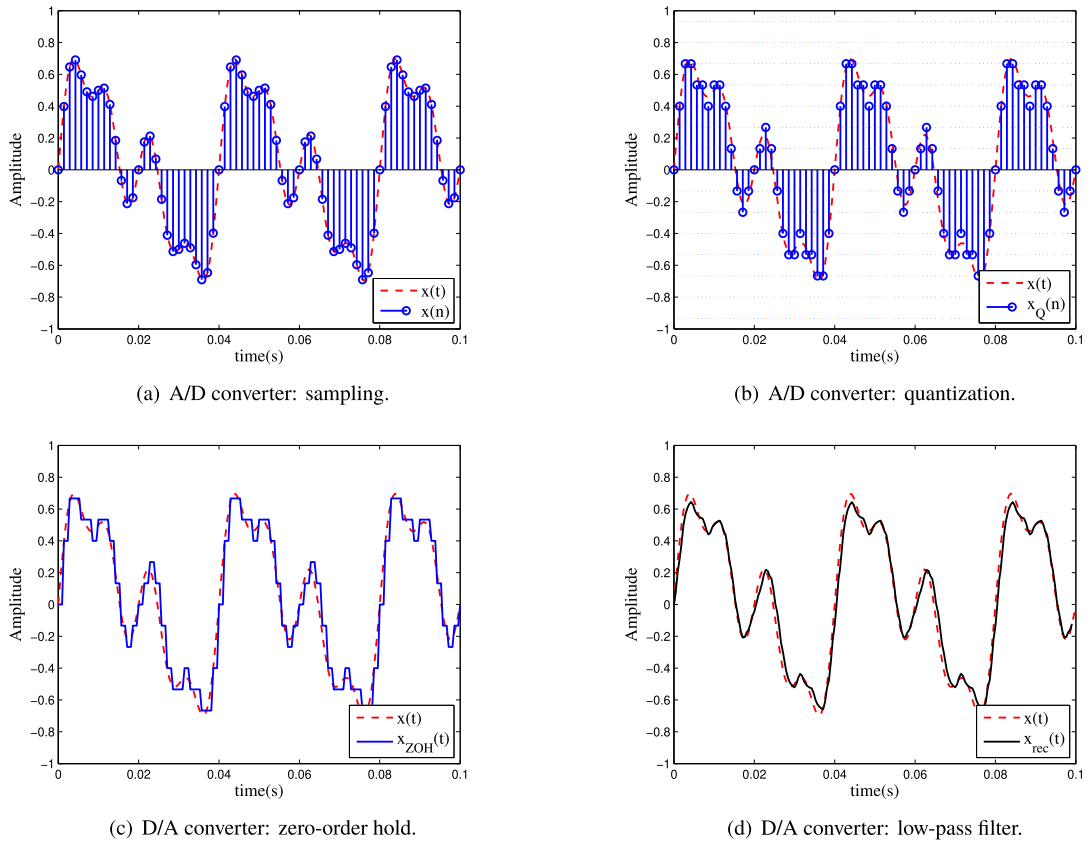 1
0.8
0.6
0.4
0.2
0
−0.2
−0.4
−0.6
−0.8
−1
Amplitude
0 0.02 0.04 0.06 0.08 0.1
time(s)
x(t)
x(n)
(a) A/D converter: sampling.
1
0.8
0.6
0.4
0.2
0
−0.2
−0.4
−0.6
−0.8
−1
Amplitude
0 0.02 0.04 0.06 0.08 0.1
time(s)
x(t)
x_Q(n)
(b) A/D converter: quantization.
1
0.8
0.6
0.4
0.2
0
−0.2
−0.4
−0.6
−0.8
−1
Amplitude
0 0.02 0.04 0.06 0.08 0.1
time(s)
x(t)
x_ZOH(t)
(c) D/A converter: zero-order hold.
1
0.8
0.6
0.4
0.2
0
−0.2
−0.4
−0.6
−0.8
−1
Amplitude
0 0.02 0.04 0.06 0.08 0.1
time(s)
x(t)
x_rec(t)
(d) D/A converter: low-pass filter.